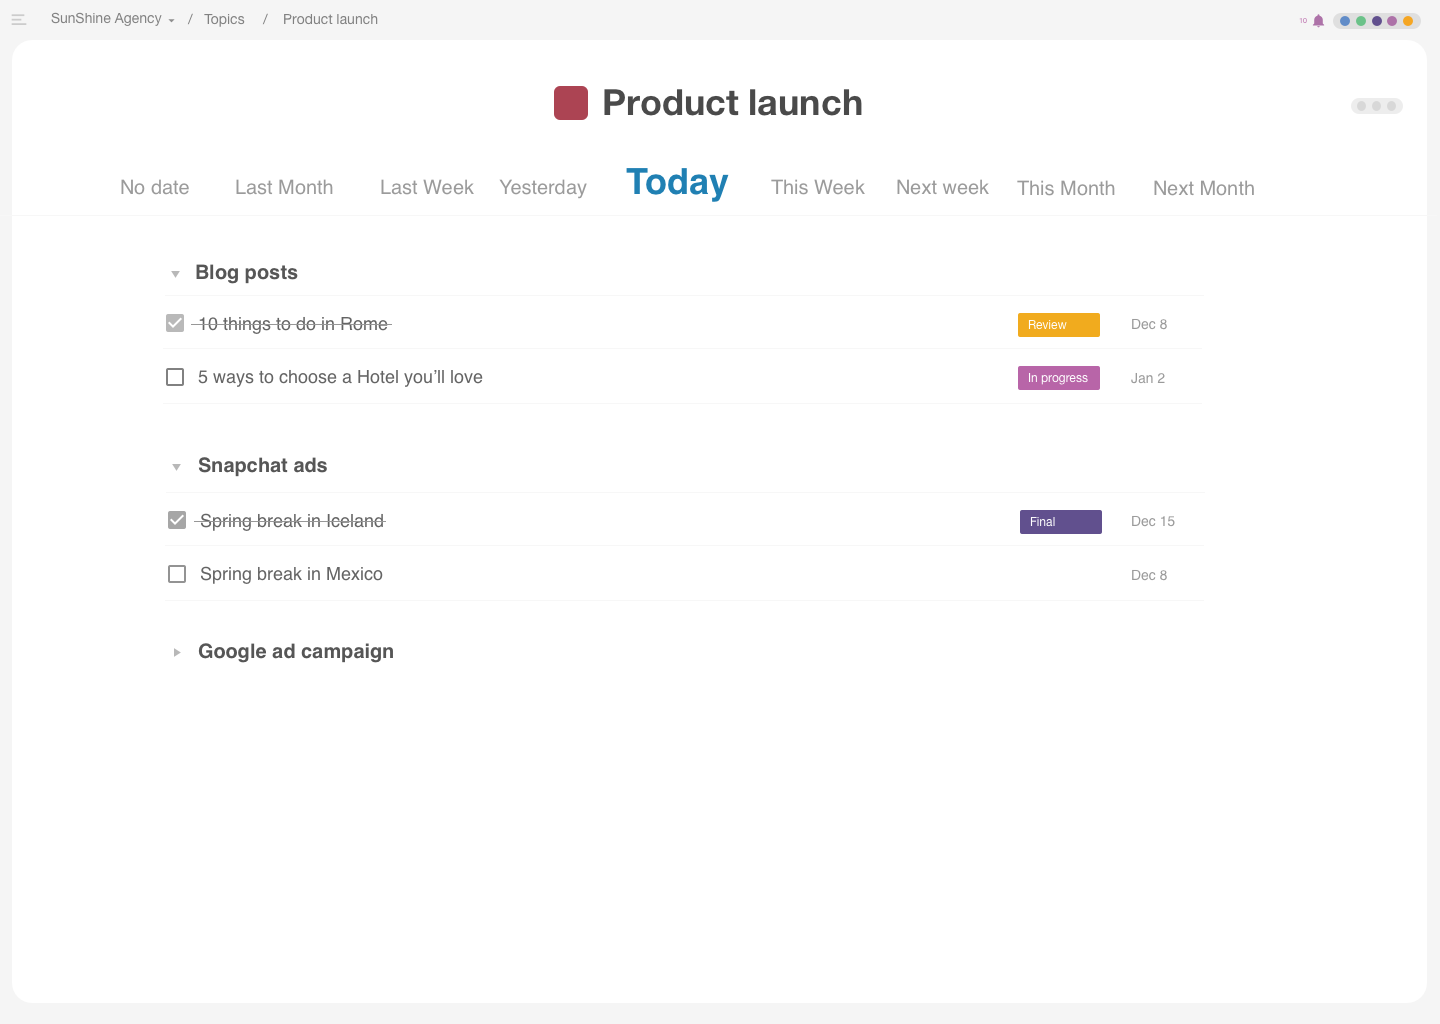 SunShine Agency / Topics / Product launch
10
Product launch
No date Last Month Last Week Yesterday Today This Week Next week This Month Next Month
Blog posts
10 things to do in Rome Review Dec 8
5 ways to choose a Hotel you’ll love In progress Jan 2
Snapchat ads
Spring break in Iceland Final Dec 15
Spring break in Mexico Dec 8
Google ad campaign